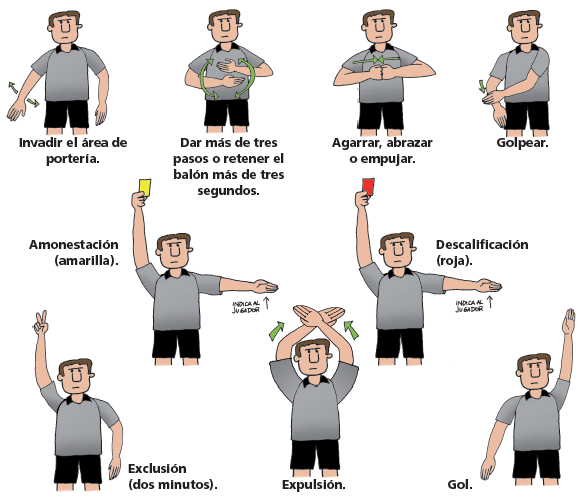 Invadir el área de
portería.
Dar más de tres
pasos o retener el
balón más de tres
segundos.
Agarrar, abrazar
o empujar.
Golpear.
Amonestación
(amarilla).
INDICA AL
JUGADOR
Descalificación
(roja).
INDICA AL
JUGADOR
Exclusión
(dos minutos).
Expulsión.
Gol.